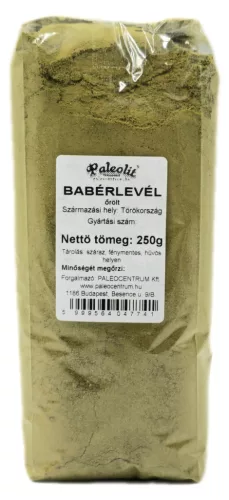 Paleolit
BABÉRLEVÉL
őrölt
Származási hely: Törökország
Gyártási szám:
Nettó tömeg: 250g
Tárolás: száraz, fénymentes, hűvös
helyen
Minőségét megőrzi:
Forgalmazó: PALEOCENTRUM Kft.
www.paleocentrum.hu
1186 Budapest, Besence u. 9/B
5 999564 047741